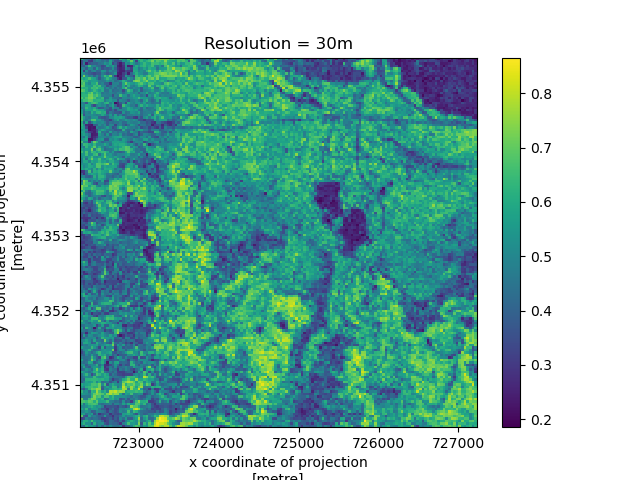 Resolution = 30m
1e6
4.355
4.354
4.353
4.352
4.351
y coordinate of projection
[metre]
723000 724000 725000 726000 727000
x coordinate of projection
[metre]
0.8
0.7
0.6
0.5
0.4
0.3
0.2